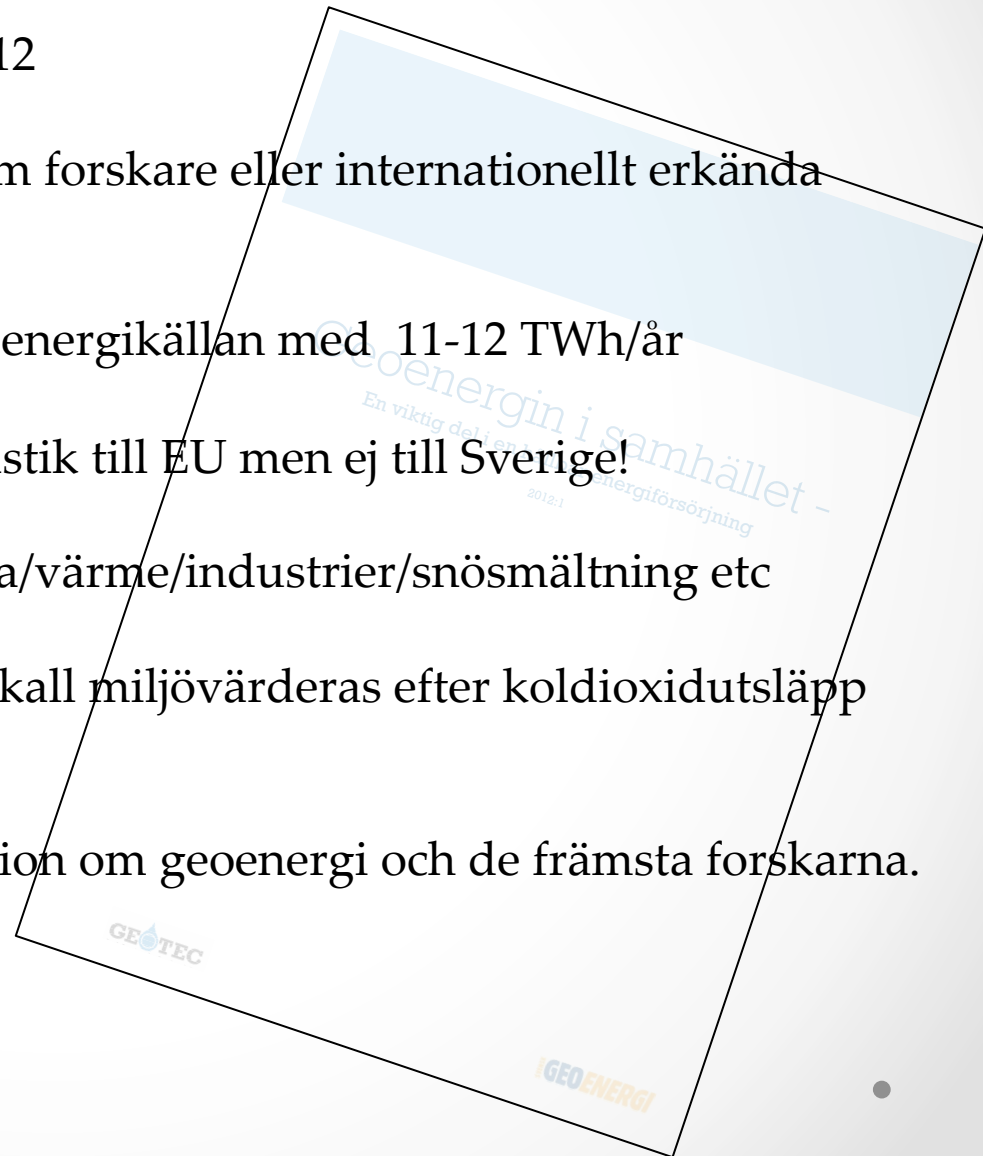 12
m forskare eller internationellt erkända
energikällan med 11-12 TWh/år
stik till EU men ej till Sverige!
a/värme/industrier/snösmältning etc
kall miljövärderas efter koldioxidutsläpp
ion om geoenergi och de främsta forskarna.
Geoenergin i samhället -
En viktig del i en energiförsörjning
2012:1
GEOTEC
GEOENERGI